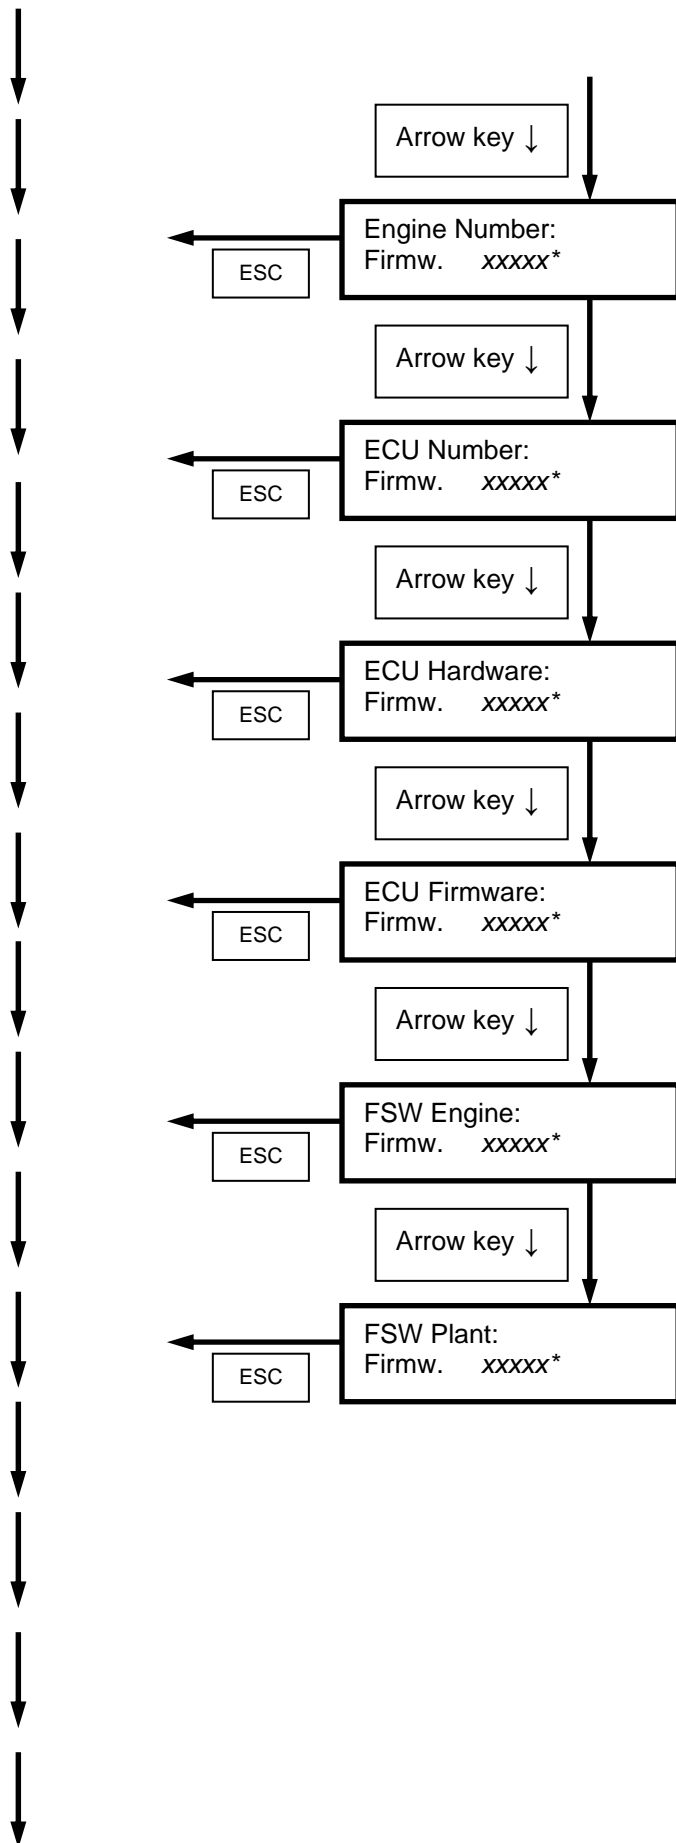 Arrow key ↓
Engine Number:
Firmw. xxxxx*
ESC
Arrow key ↓
ECU Number:
Firmw. xxxxx*
ESC
Arrow key ↓
ECU Hardware:
Firmw. xxxxx*
ESC
Arrow key ↓
ECU Firmware:
Firmw. xxxxx*
ESC
Arrow key ↓
FSW Engine:
Firmw. xxxxx*
ESC
Arrow key ↓
FSW Plant:
Firmw. xxxxx*
ESC